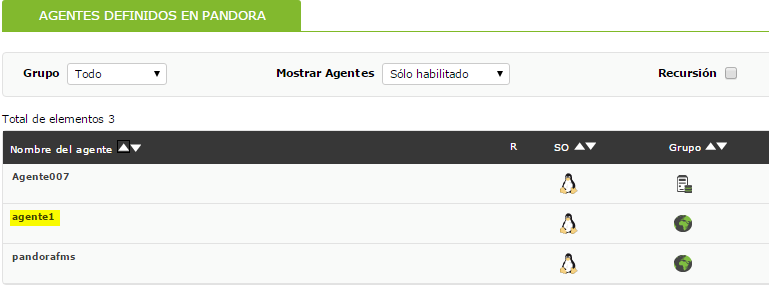 AGENTES DEFINIDOS EN PANDORA
Grupo Todo Mostrar Agentes Sólo habilitado Recursión
Total de elementos 3
Nombre del agente R SO Grupo
Agente007
agente1
pandorafms